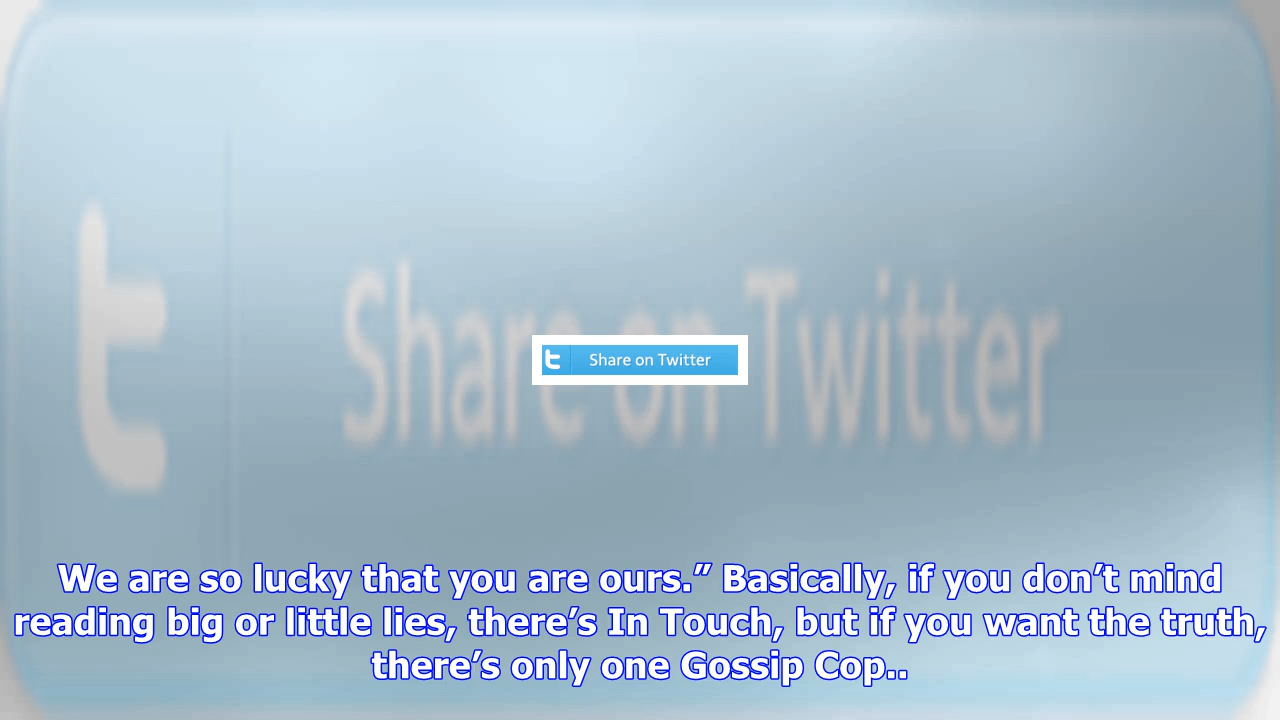 t Share on Twitter
t Share on Twitter
We are so lucky that you are ours.” Basically, if you don’t mind
reading big or little lies, there’s In Touch, but if you want the truth,
there’s only one Gossip Cop..